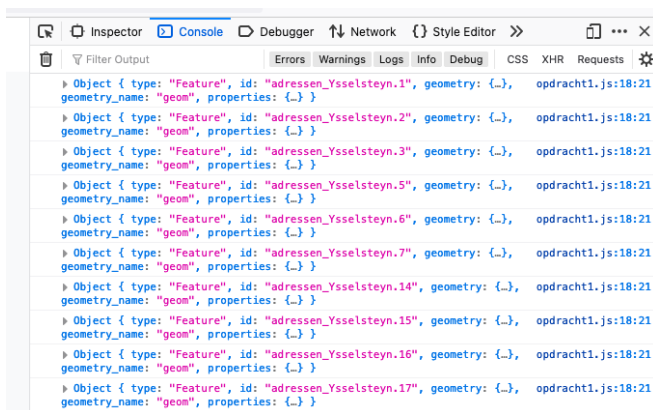 Inspector Console Debugger Network {} Style Editor
Filter Output Errors Warnings Logs Info Debug CSS XHR Requests
Object { type: "Feature", id: "adressen_Ysselsteyn.1", geometry: {…}, opdracht1.js:18:21
geometry_name: "geom", properties: {…} }
Object { type: "Feature", id: "adressen_Ysselsteyn.2", geometry: {…}, opdracht1.js:18:21
geometry_name: "geom", properties: {…} }
Object { type: "Feature", id: "adressen_Ysselsteyn.3", geometry: {…}, opdracht1.js:18:21
geometry_name: "geom", properties: {…} }
Object { type: "Feature", id: "adressen_Ysselsteyn.5", geometry: {…}, opdracht1.js:18:21
geometry_name: "geom", properties: {…} }
Object { type: "Feature", id: "adressen_Ysselsteyn.6", geometry: {…}, opdracht1.js:18:21
geometry_name: "geom", properties: {…} }
Object { type: "Feature", id: "adressen_Ysselsteyn.7", geometry: {…}, opdracht1.js:18:21
geometry_name: "geom", properties: {…} }
Object { type: "Feature", id: "adressen_Ysselsteyn.14", geometry: {…}, opdracht1.js:18:21
geometry_name: "geom", properties: {…} }
Object { type: "Feature", id: "adressen_Ysselsteyn.15", geometry: {…}, opdracht1.js:18:21
geometry_name: "geom", properties: {…} }
Object { type: "Feature", id: "adressen_Ysselsteyn.16", geometry: {…}, opdracht1.js:18:21
geometry_name: "geom", properties: {…} }
Object { type: "Feature", id: "adressen_Ysselsteyn.17", geometry: {…}, opdracht1.js:18:21
geometry_name: "geom", properties: {…} }